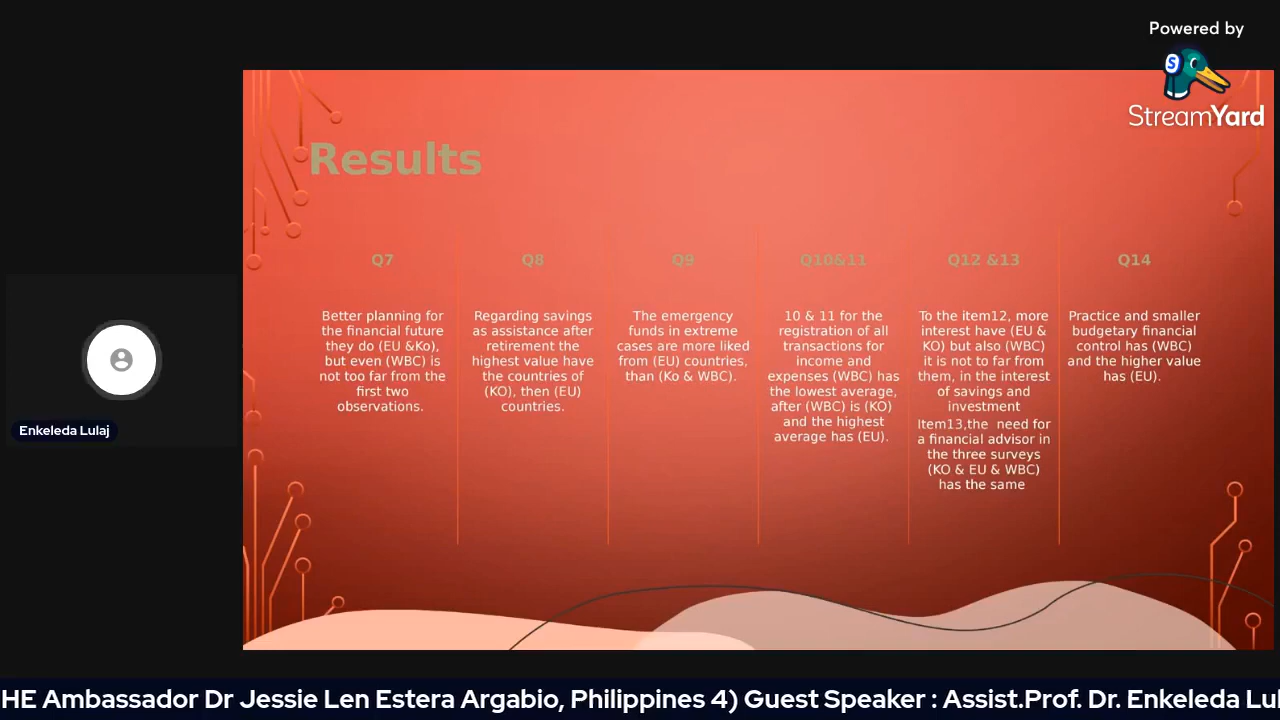 Powered by
StreamYard
Results
Q7
Better planning for
the financial future
they do (EU &Ko),
but even (WBC) is
not too far from the
first two
observations.
Q8
Regarding savings
as assistance after
retirement the
highest value have
the countries of
(KO), then (EU)
countries.
Q9
The emergency
funds in extreme
cases are more liked
from (EU) countries,
than (Ko & WBC).
Q10&11
10 & 11 for the
registration of all
transactions for
income and
expenses (WBC) has
the lowest average,
after (WBC) is (KO)
and the highest
average has (EU).
Q12 &13
To the item12, more
interest have (EU &
KO) but also (WBC)
it is not to far from
them, in the interest
of savings and
investment
Item13,the  need for
a financial advisor in
the three surveys
(KO & EU & WBC)
has the same
Q14
Practice and smaller
budgetary financial
control has (WBC)
and the higher value
has (EU).
Enkeleda Lulaj
HE Ambassador Dr Jessie Len Estera Argabio, Philippines 4) Guest Speaker : Assist.Prof. Dr. Enkeleda Lul